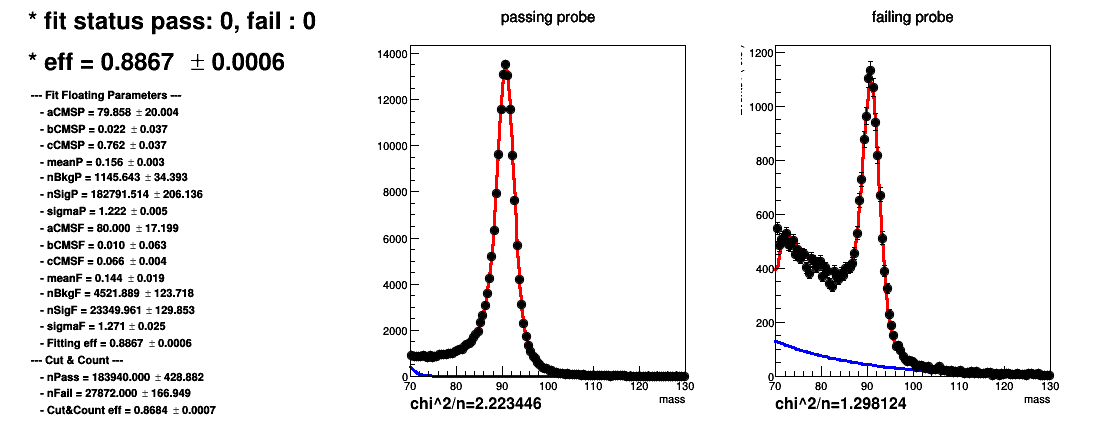 * fit status pass: 0, fail : 0
* eff = 0.8867 ± 0.0006
--- Fit Floating Parameters ---
- aCMSP = 79.858 ± 20.004
- bCMSP = 0.022 ± 0.037
- cCMSP = 0.762 ± 0.037
- meanP = 0.156 ± 0.003
- nBkgP = 1145.643 ± 34.393
- nSigP = 182791.514 ± 206.136
- sigmaP = 1.222 ± 0.005
- aCMSF = 80.000 ± 17.199
- bCMSF = 0.010 ± 0.063
- cCMSF = 0.066 ± 0.004
- meanF = 0.144 ± 0.019
- nBkgF = 4521.889 ± 123.718
- nSigF = 23349.961 ± 129.853
- sigmaF = 1.271 ± 0.025
- Fitting eff = 0.8867 ± 0.0006
--- Cut & Count ---
- nPass = 183940.000 ± 428.882
- nFail = 27872.000 ± 166.949
- Cut&Count eff = 0.8684 ± 0.0007
passing probe
14000
12000
10000
8000
6000
4000
2000
0
70 80 90 100 110 120 130
mass
chi^2/n=2.223446
failing probe
1200
1000
800
600
400
200
0
70 80 90 100 110 120 130
mass
chi^2/n=1.298124